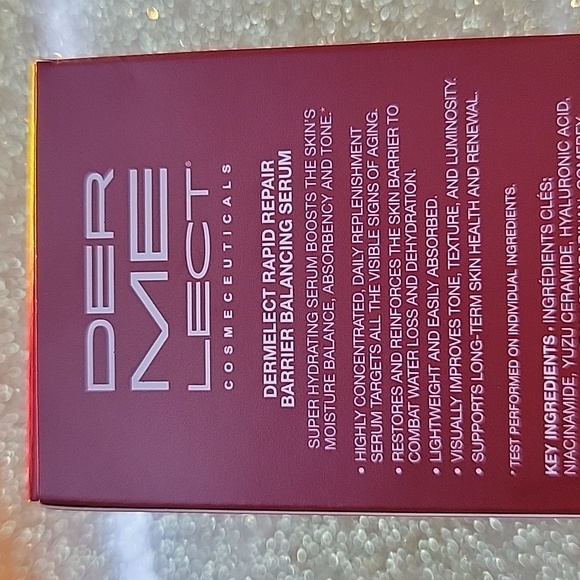 DER
ME
LECT®
COSMECEUTICALS
DERMELECT RAPID REPAIR
BARRIER BALANCING SERUM
SUPER HYDRATING SERUM BOOSTS THE SKIN'S
MOISTURE BALANCE, ABSORBENCY AND TONE:*
• HIGHLY CONCENTRATED, DAILY REPLENISHMENT
SERUM TARGETS ALL THE VISIBLE SIGNS OF AGING.
• RESTORES AND REINFORCES THE SKIN BARRIER TO
COMBAT WATER LOSS AND DEHYDRATION.
• LIGHTWEIGHT AND EASILY ABSORBED.
• VISUALLY IMPROVES TONE, TEXTURE, AND LUMINOSITY.
• SUPPORTS LONG-TERM SKIN HEALTH AND RENEWAL.
*TEST PERFORMED ON INDIVIDUAL INGREDIENTS.
KEY INGREDIENTS · INGRÉDIENTS CLÉS:
NIACINAMIDE, YUZU CERAMIDE, HYALURONIC ACID,